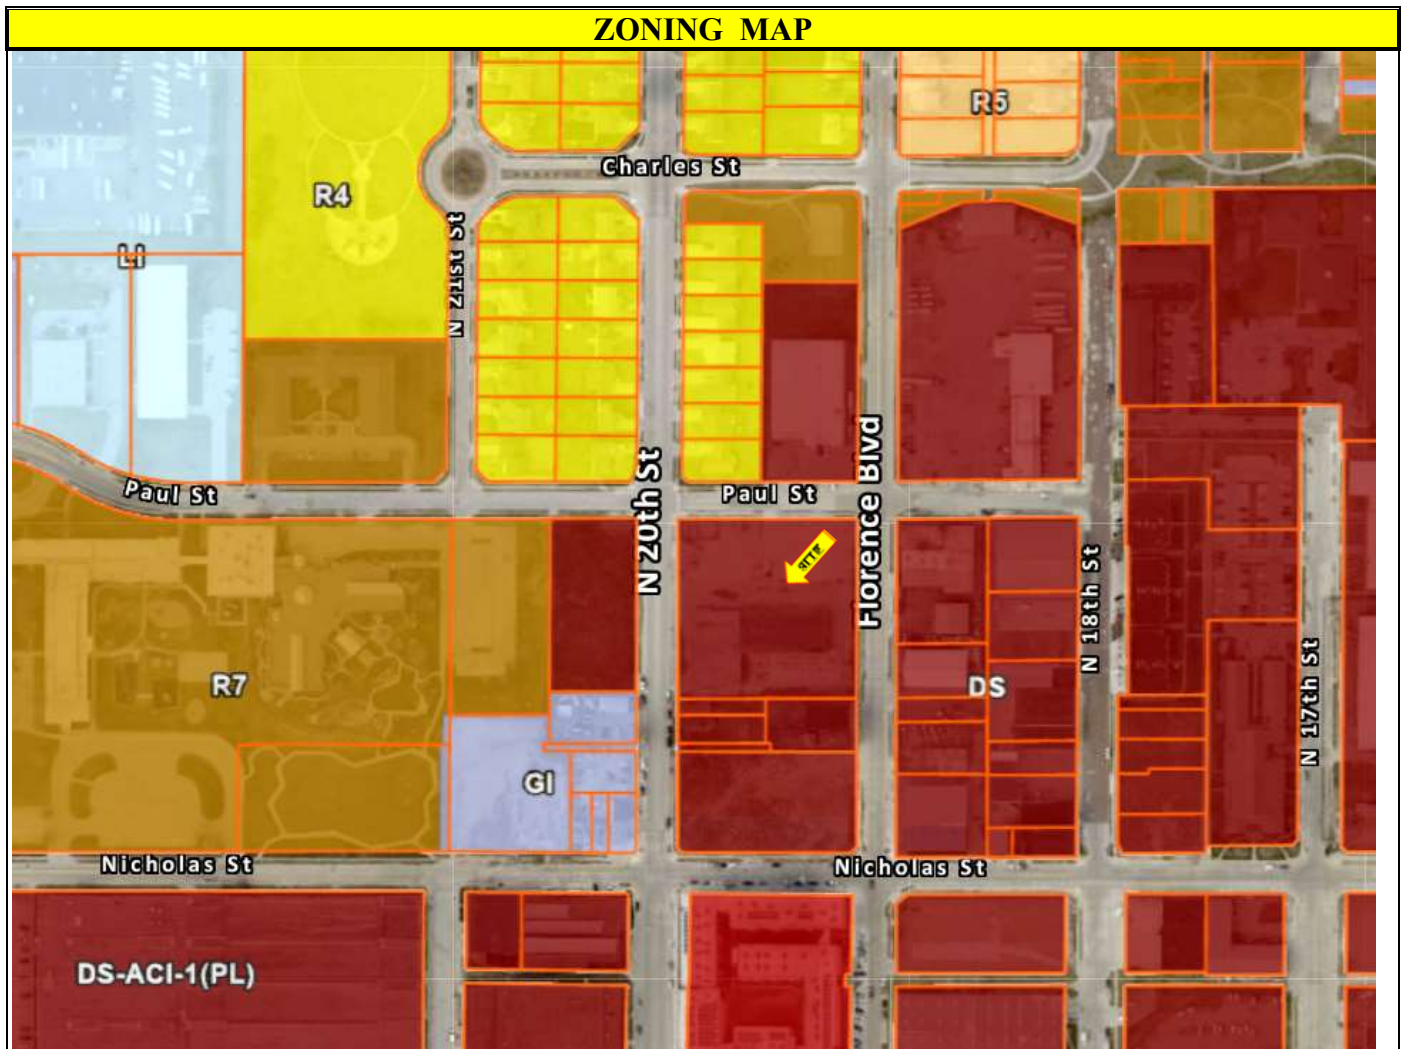 ZONING MAP
R5
Charles St
R4
N 21st St
LI
Florence Blvd
N 20th St
Paul St
Paul St
N 18th St
N 17th St
R7
DS
GI
Nicholas St
Nicholas St
DS-ACI-1(PL)